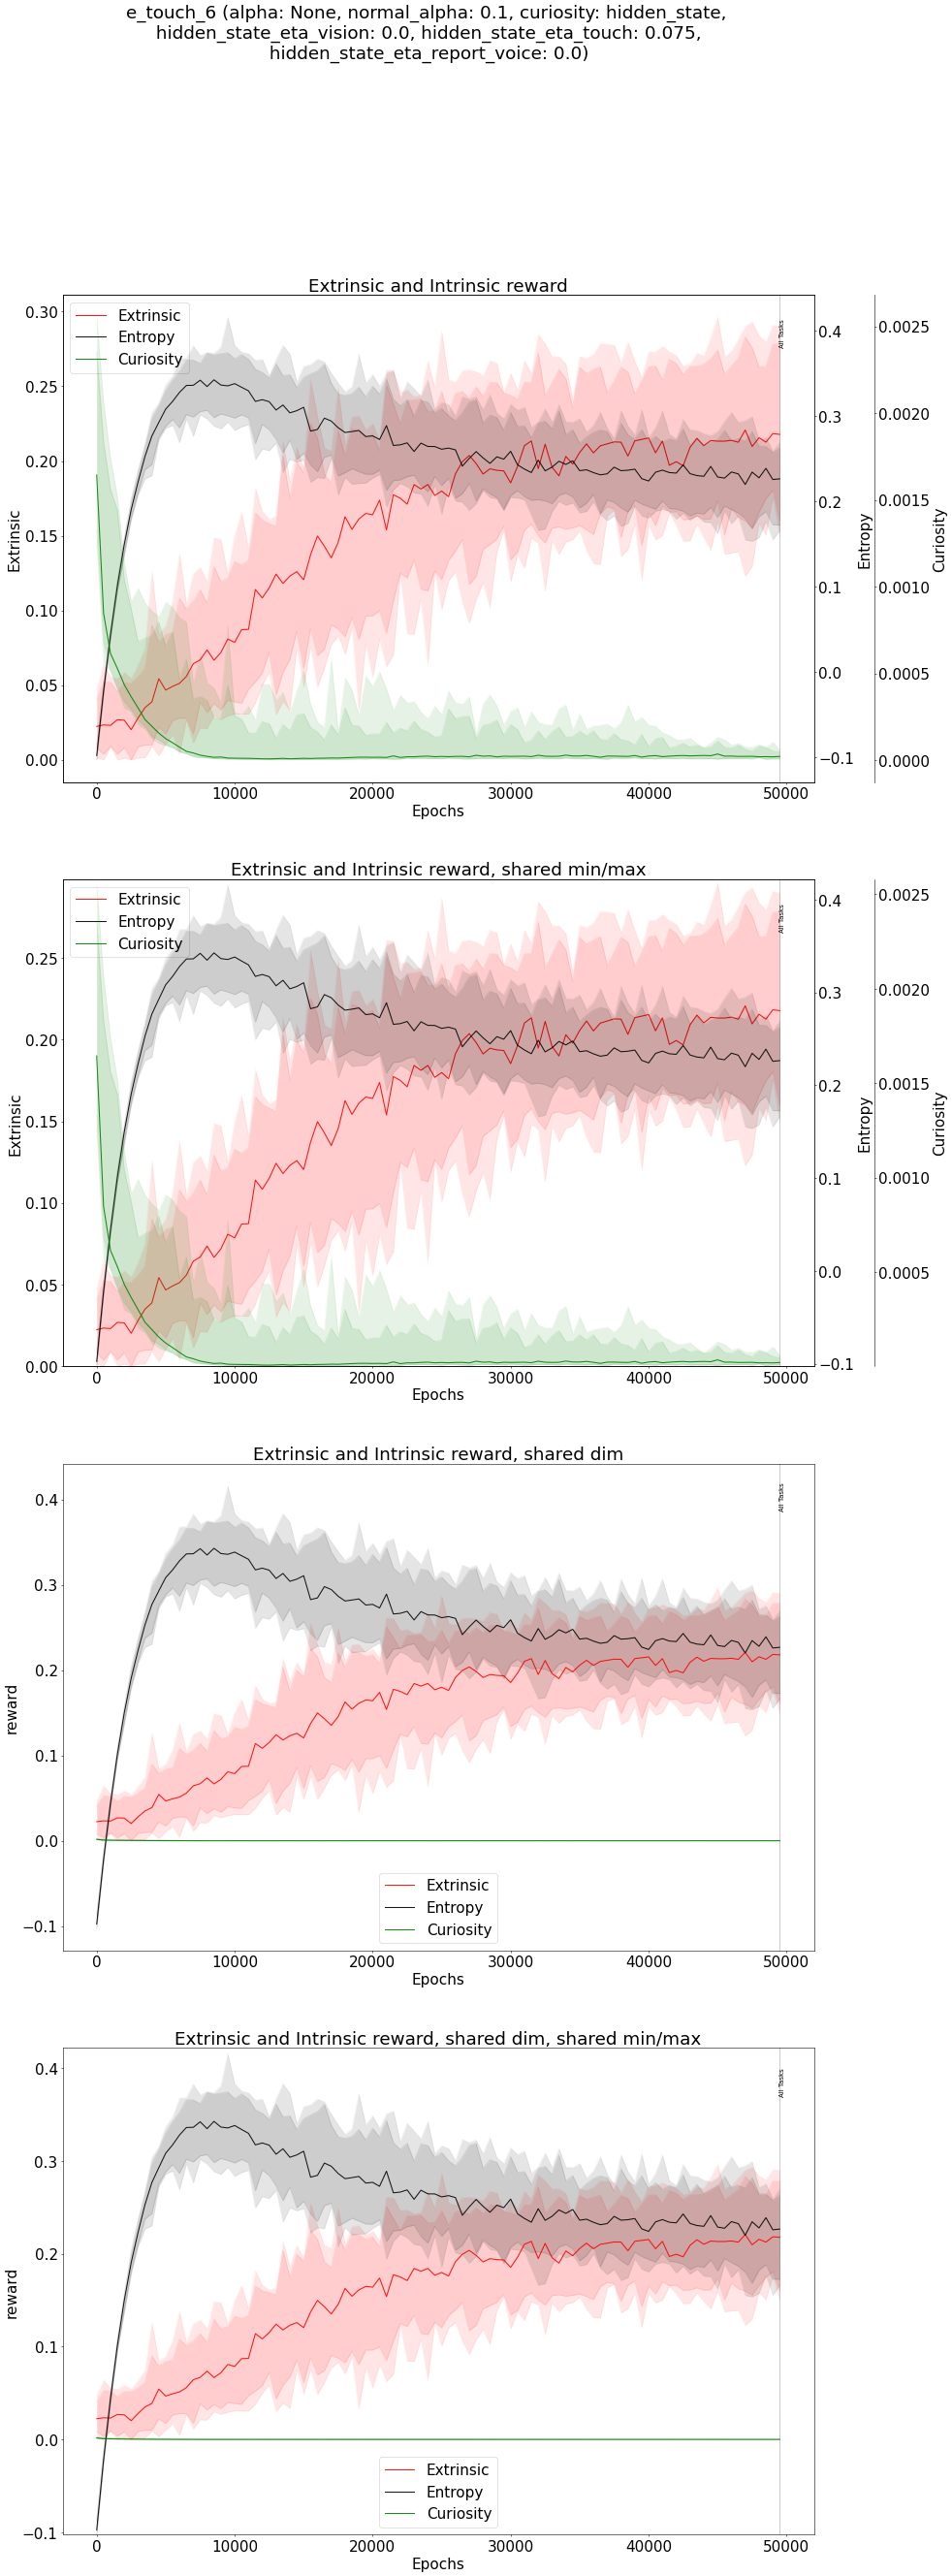 e_touch_6 (alpha: None, normal_alpha: 0.1, curiosity: hidden_state,
hidden_state_eta_vision: 0.0, hidden_state_eta_touch: 0.075,
hidden_state_eta_report_voice: 0.0)
Extrinsic and Intrinsic reward
Extrinsic
Entropy
Curiosity
All Tasks
0.30
0.25
0.20
0.15
0.10
0.05
0.00
Extrinsic
0.4
0.3
0.2
0.1
0.0
−0.1
Entropy
0.0025
0.0020
0.0015
0.0010
0.0005
0.0000
Curiosity
0 10000 20000 30000 40000 50000
Epochs
Extrinsic and Intrinsic reward, shared min/max
Extrinsic
Entropy
Curiosity
All Tasks
0.25
0.20
0.15
0.10
0.05
0.00
Extrinsic
0.4
0.3
0.2
0.1
0.0
−0.1
Entropy
0.0025
0.0020
0.0015
0.0010
0.0005
Curiosity
0 10000 20000 30000 40000 50000
Epochs
Extrinsic and Intrinsic reward, shared dim
All Tasks
0.4
0.3
0.2
0.1
0.0
−0.1
reward
Extrinsic
Entropy
Curiosity
0 10000 20000 30000 40000 50000
Epochs
Extrinsic and Intrinsic reward, shared dim, shared min/max
All Tasks
0.4
0.3
0.2
0.1
0.0
−0.1
reward
Extrinsic
Entropy
Curiosity
0 10000 20000 30000 40000 50000
Epochs